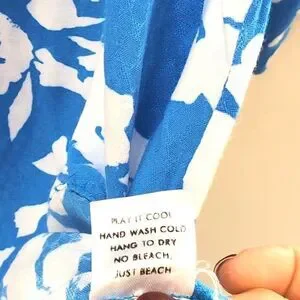 PLAY IT COOL
HAND WASH COLD
HANG TO DRY
NO BLEACH,
JUST BEACH